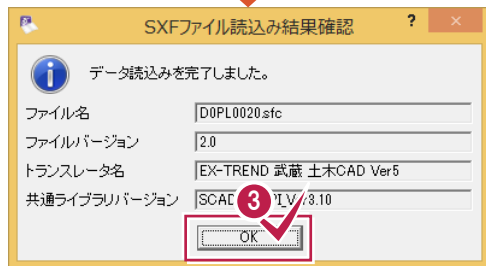 SXFファイル読込み結果確認 ? ×
データ読込みを完了しました。
ファイル名 D0PL0020.sfc
ファイルバージョン 2.0
トランスレータ名 EX-TREND 武蔵 土木CAD Ver5
共通ライブラリバージョン 3.10
3
OK